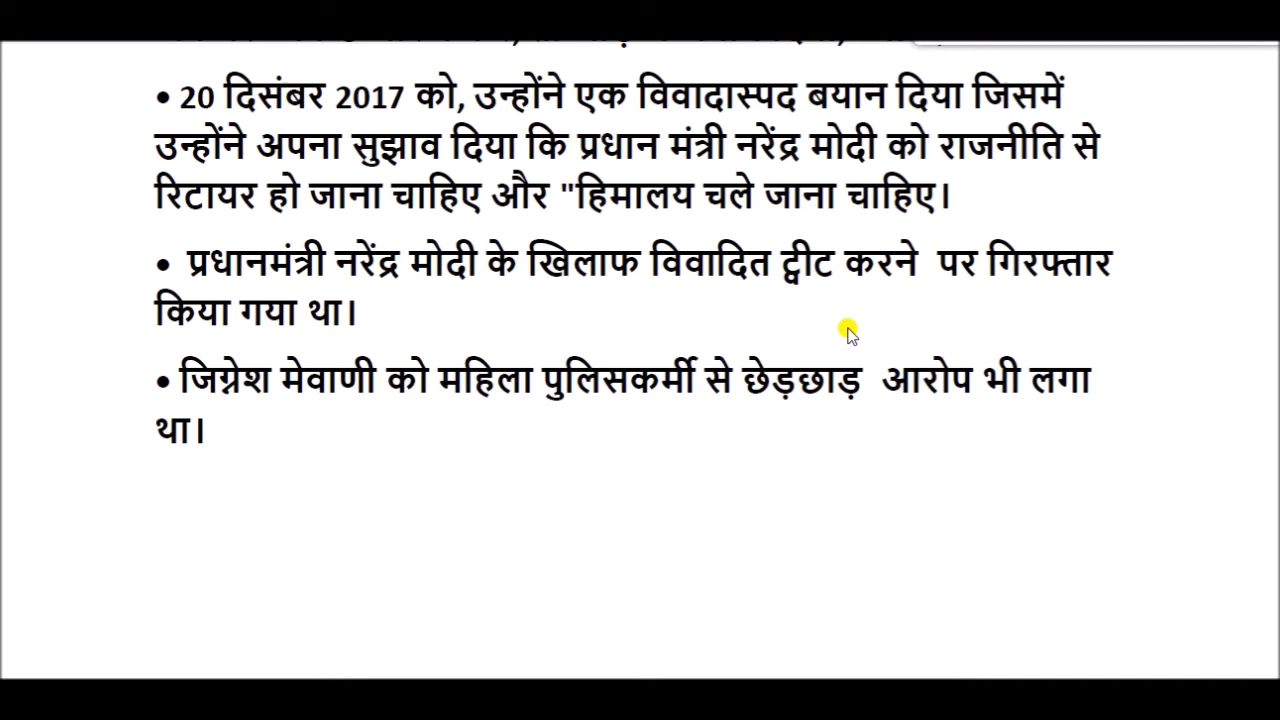 • 20 दिसंबर 2017 को, उन्होंने एक विवादास्पद बयान दिया जिसमें
उन्होंने अपना सुझाव दिया कि प्रधान मंत्री नरेंद्र मोदी को राजनीति से
रिटायर हो जाना चाहिए और "हिमालय चले जाना चाहिए।
• प्रधानमंत्री नरेंद्र मोदी के खिलाफ विवादित ट्वीट करने पर गिरफ्तार
किया गया था।
• जिग्नेश मेवाणी को महिला पुलिसकर्मी से छेड़छाड़ आरोप भी लगा
था।